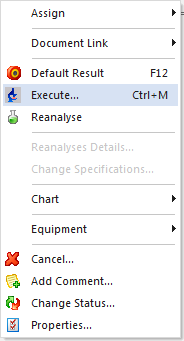 Assign
Document Link
Default Result F12
Execute... Ctrl+M
Reanalyse
Reanalyses Details...
Change Specifications...
Chart
Equipment
Cancel...
Add Comment...
Change Status...
Properties...